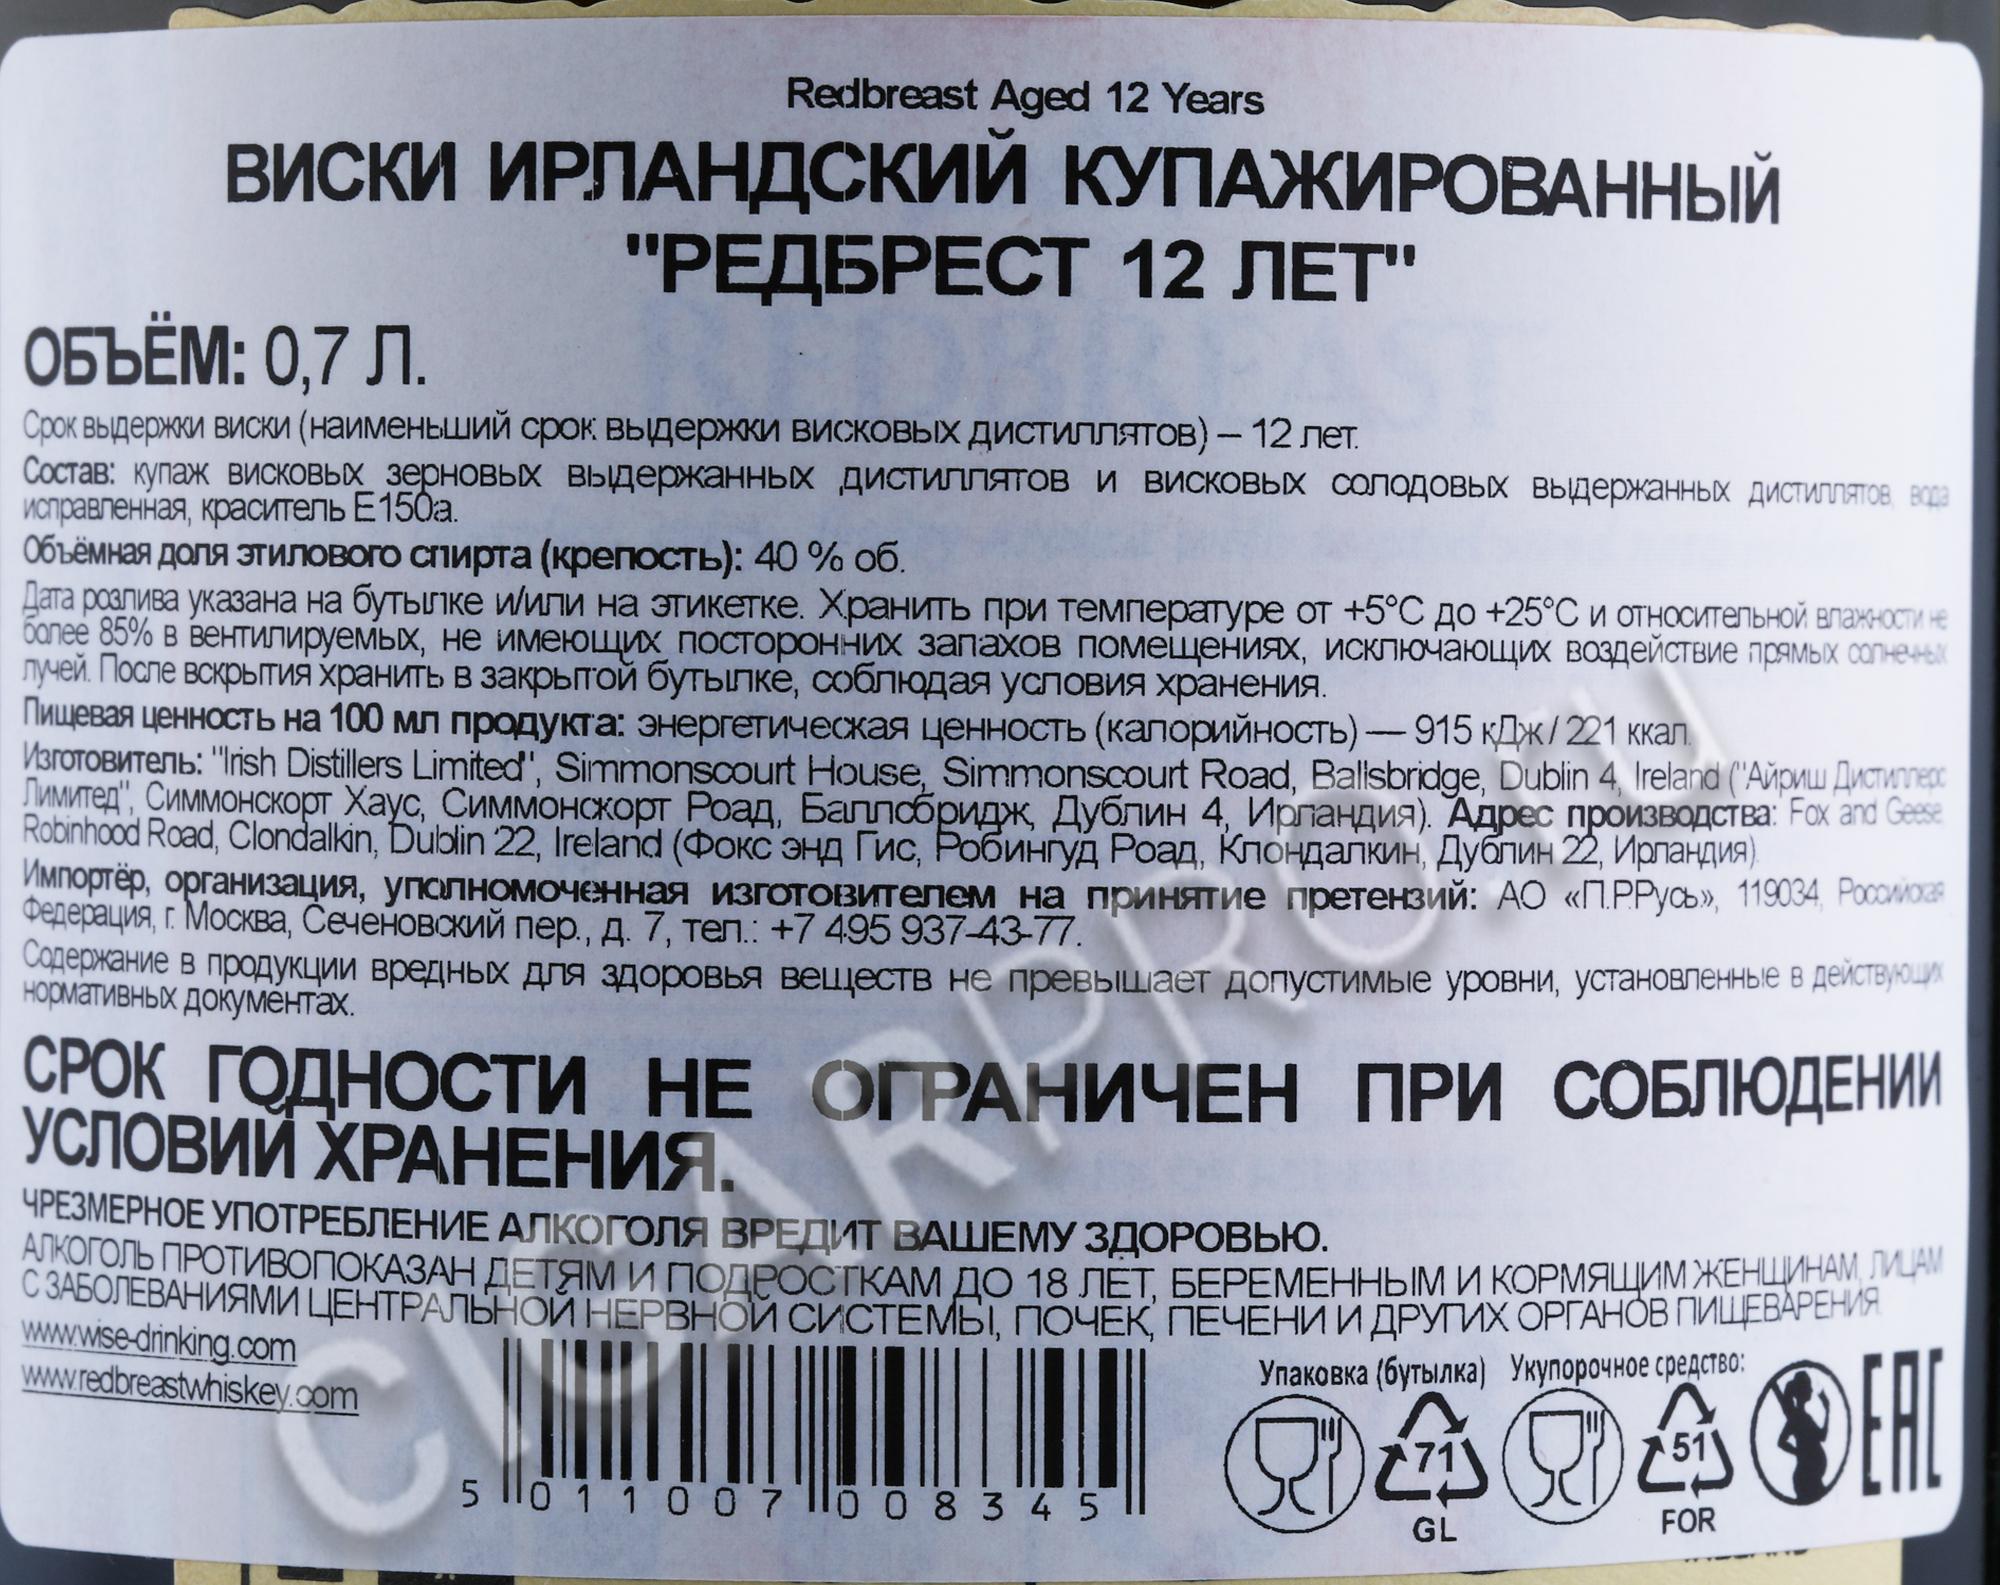 Redbreast Aged 12 Years
ВИСКИ ИРЛАНДСКИЙ КУПАЖИРОВАННЫЙ
"РЕДБРЕСТ 12 ЛЕТ"
ОБЪЁМ: 0,7 Л.
Срок выдержки виски (наименьший срок выдержки висковых дистиллятов) – 12 лет.
Состав: купаж висковых зерновых выдержанных дистиллятов и висковых солодовых выдержанных дистиллятов, вода
исправленная, краситель Е150а.
Объёмная доля этилового спирта (крепость): 40 % об.
Дата розлива указана на бутылке и/или на этикетке. Хранить при температуре от +5°С до +25°С и относительной влажности не
более 85% в вентилируемых, не имеющих посторонних запахов помещениях, исключающих воздействие прямых солнечных
лучей. После вскрытия хранить в закрытой бутылке, соблюдая условия хранения.
Пищевая ценность на 100 мл продукта: энергетическая ценность (калорийность) — 915 кДж / 221 ккал.
Изготовитель: "Irish Distillers Limited", Simmonscourt House, Simmonscourt Road, Ballsbridge, Dublin 4, Ireland ("Айриш Дистиллерс
Лимитед", Симмонскорт Хаус, Симмонскорт Роад, Баллсбридж, Дублин 4, Ирландия). Адрес производства: Fox and Geese,
Robinhood Road, Clondalkin, Dublin 22, Ireland (Фокс энд Гис, Робингуд Роад, Клондалкин, Дублин 22, Ирландия)
Импортёр, организация, уполномоченная изготовителем на принятие претензий: АО «П.Р.Русь», 119034, Российская
Федерация, г. Москва, Сеченовский пер., д. 7, тел.: +7 495 937-43-77.
Содержание в продукции вредных для здоровья веществ не превышает допустимые уровни, установленные в действующих
нормативных документах.
СРОК ГОДНОСТИ НЕ ОГРАНИЧЕН ПРИ СОБЛЮДЕНИИ
УСЛОВИЙ ХРАНЕНИЯ.
ЧРЕЗМЕРНОЕ УПОТРЕБЛЕНИЕ АЛКОГОЛЯ ВРЕДИТ ВАШЕМУ ЗДОРОВЬЮ.
АЛКОГОЛЬ ПРОТИВОПОКАЗАН ДЕТЯМ И ПОДРОСТКАМ ДО 18 ЛЕТ, БЕРЕМЕННЫМ И КОРМЯЩИМ ЖЕНЩИНАМ, ЛИЦАМ
С ЗАБОЛЕВАНИЯМИ ЦЕНТРАЛЬНОЙ НЕРВНОЙ СИСТЕМЫ, ПОЧЕК, ПЕЧЕНИ И ДРУГИХ ОРГАНОВ ПИЩЕВАРЕНИЯ.
www.wise-drinking.com
www.redbreastwhiskey.com
5 011007 008345
Упаковка (бутылка) Укупорочное средство:
71
GL
51
FOR
EAC
CIGARPRO.ru
REDBREAST